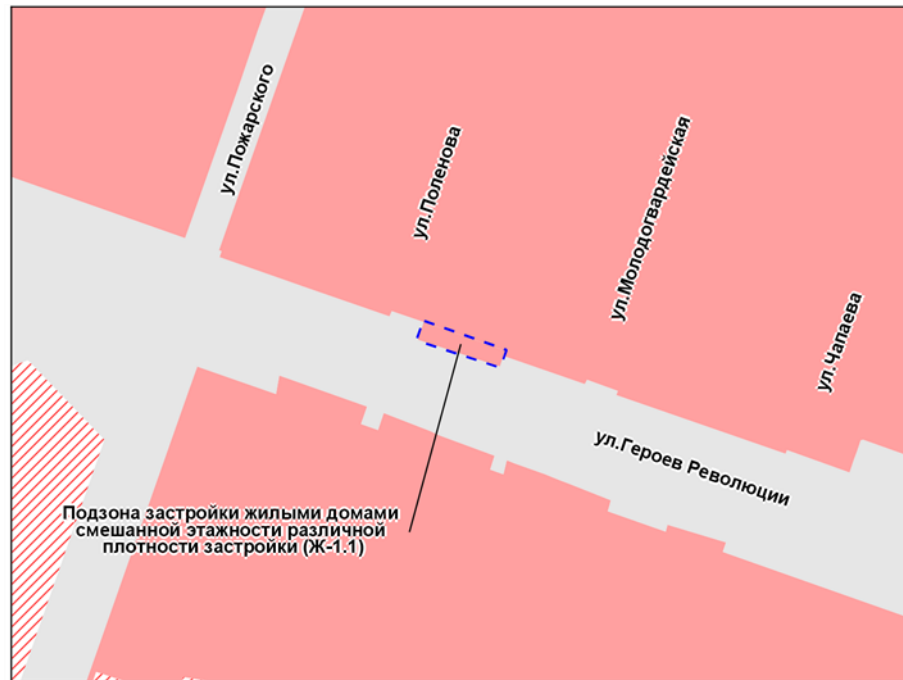 ул.Пожарского
ул.Поленова
ул.Молодогвардейская
ул.Чапаева
ул.Героев Революции
Подзона застройки жилыми домами
смешанной этажности различной
плотности застройки (Ж-1.1)